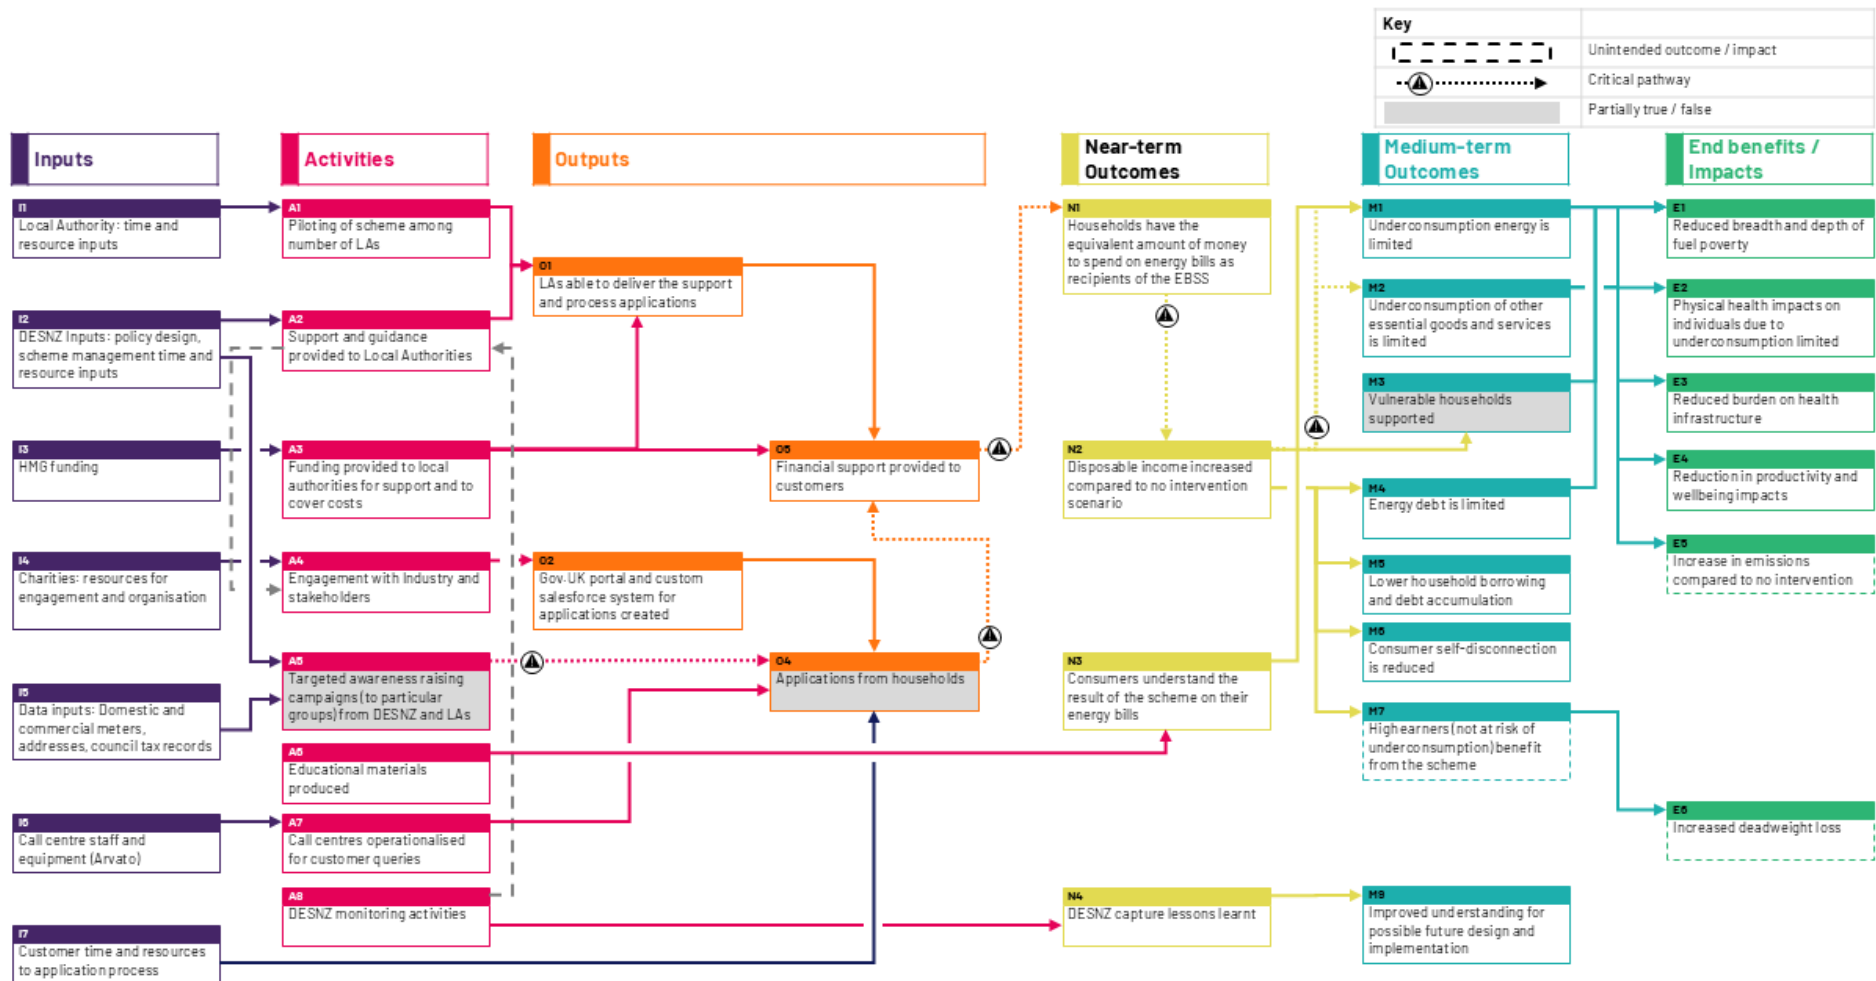 Key
Unintended outcome / impact
Critical pathway
Partially true / false
Inputs
Activities
Outputs
Near-term
Outcomes
Medium-term
Outcomes
End benefits /
Impacts
I1
Local Authority: time and
resource inputs
I2
DESNZ Inputs: policy design,
scheme management time and
resource inputs
I3
HMG funding
I4
Charities: resources for
engagement and organisation
I5
Data inputs: Domestic and
commercial meters,
addresses, council tax records
I6
Call centre staff and
equipment (Arvato)
I7
Customer time and resources
to application process
A1
Piloting of scheme among
number of LAs
A2
Support and guidance
provided to Local Authorities
A3
Funding provided to local
authorities for support and to
cover costs
A4
Engagement with Industry and
stakeholders
A5
Targeted awareness raising
campaigns (to particular
groups) from DESNZ and LAs
A6
Educational materials
produced
A7
Call centres operationalised
for customer queries
A8
DESNZ monitoring activities
O1
LAs able to deliver the support
and process applications
O2
Gov.UK portal and custom
salesforce system for
applications created
O5
Financial support provided to
customers
O4
Applications from households
N1
Households have the
equivalent amount of money
to spend on energy bills as
recipients of the EBSS
N2
Disposable income increased
compared to no intervention
scenario
N3
Consumers understand the
result of the scheme on their
energy bills
N4
DESNZ capture lessons learnt
M1
Underconsumption energy is
limited
M2
Underconsumption of other
essential goods and services
is limited
M3
Vulnerable households
supported
M4
Energy debt is limited
M5
Lower household borrowing
and debt accumulation
M6
Consumer self-disconnection
is reduced
M7
High earners (not at risk of
underconsumption) benefit
from the scheme
M9
Improved understanding for
possible future design and
implementation
E1
Reduced breadth and depth of
fuel poverty
E2
Physical health impacts on
individuals due to
underconsumption limited
E3
Reduced burden on health
infrastructure
E4
Reduction in productivity and
wellbeing impacts
E5
Increase in emissions
compared to no intervention
E6
Increased deadweight loss